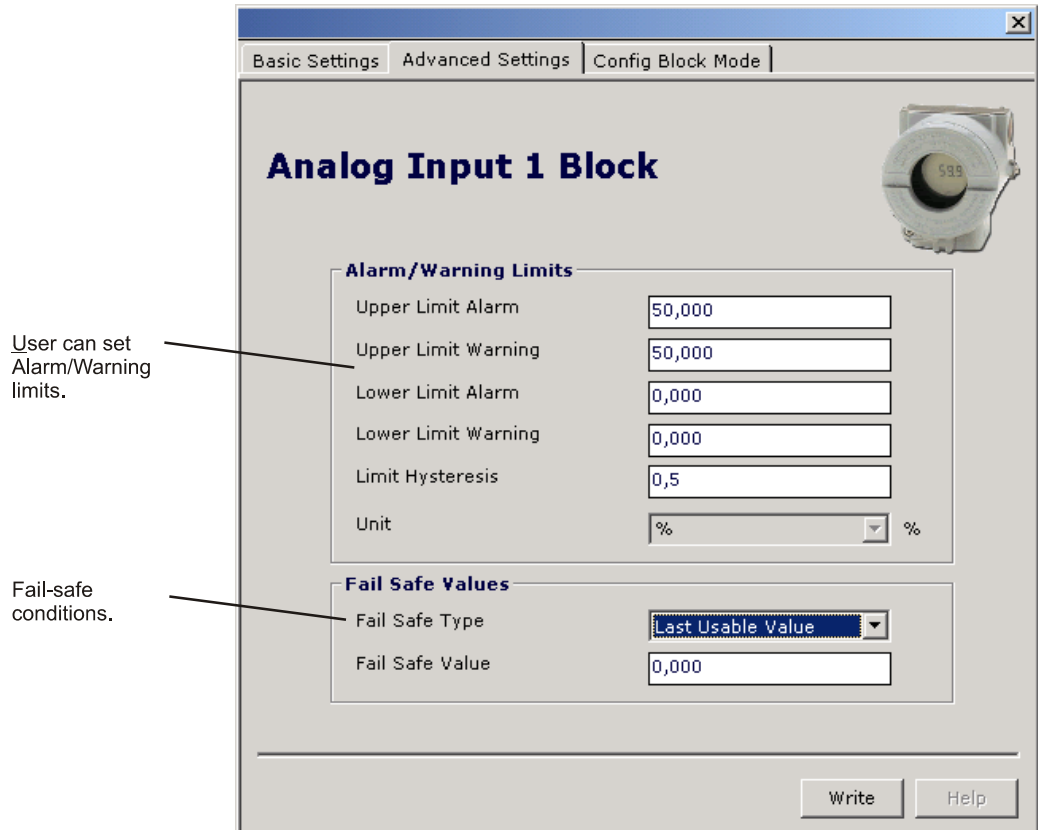 Basic Settings Advanced Settings Config Block Mode
Analog Input 1 Block
59.9
Alarm/Warning Limits
Upper Limit Alarm 50,000
Upper Limit Warning 50,000
Lower Limit Alarm 0,000
Lower Limit Warning 0,000
Limit Hysteresis 0,5
Unit % %
User can set
Alarm/Warning
limits.
Fail Safe Values
Fail Safe Type Last Usable Value
Fail Safe Value 0,000
Fail-safe
conditions.
Write Help